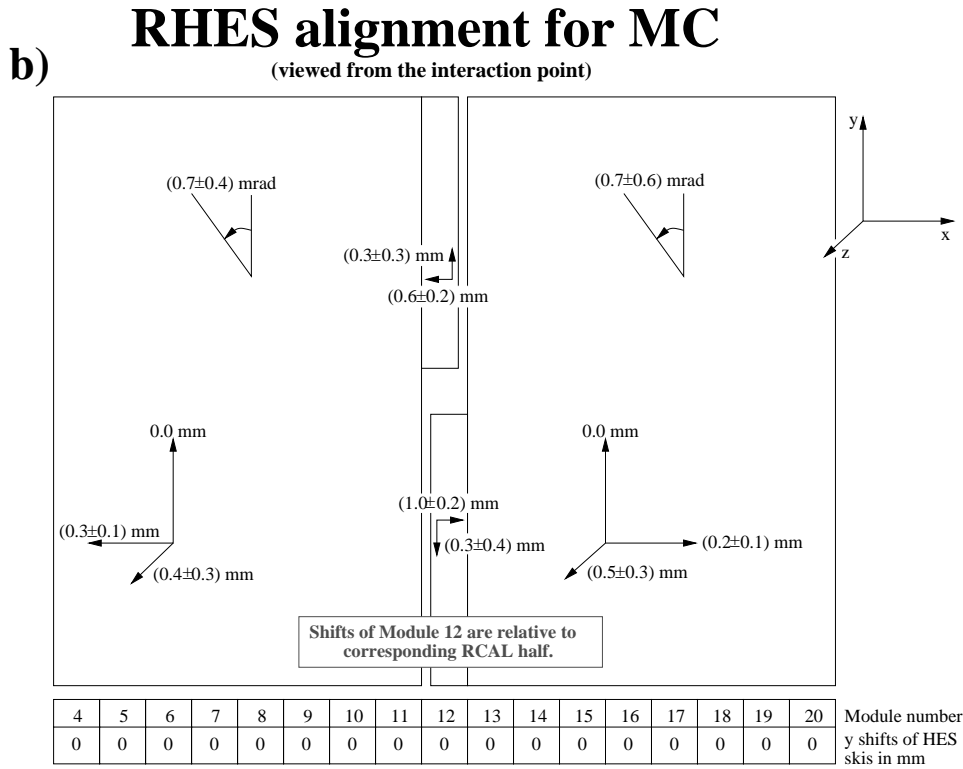 RHES alignment for MC
b)
(viewed from the interaction point)
y
x
z
(0.7±0.4) mrad
(0.7±0.6) mrad
(0.3±0.3) mm
(0.6±0.2) mm
0.0 mm
0.0 mm
(1.0±0.2) mm
(0.3±0.1) mm
(0.3±0.4) mm
(0.2±0.1) mm
(0.4±0.3) mm
(0.5±0.3) mm
Shifts of Module 12 are relative to
corresponding RCAL half.
4 5 6 7 8 9 10 11 12 13 14 15 16 17 18 19 20 Module number
0 0 0 0 0 0 0 0 0 0 0 0 0 0 0 0 0 y shifts of HES
skis in mm